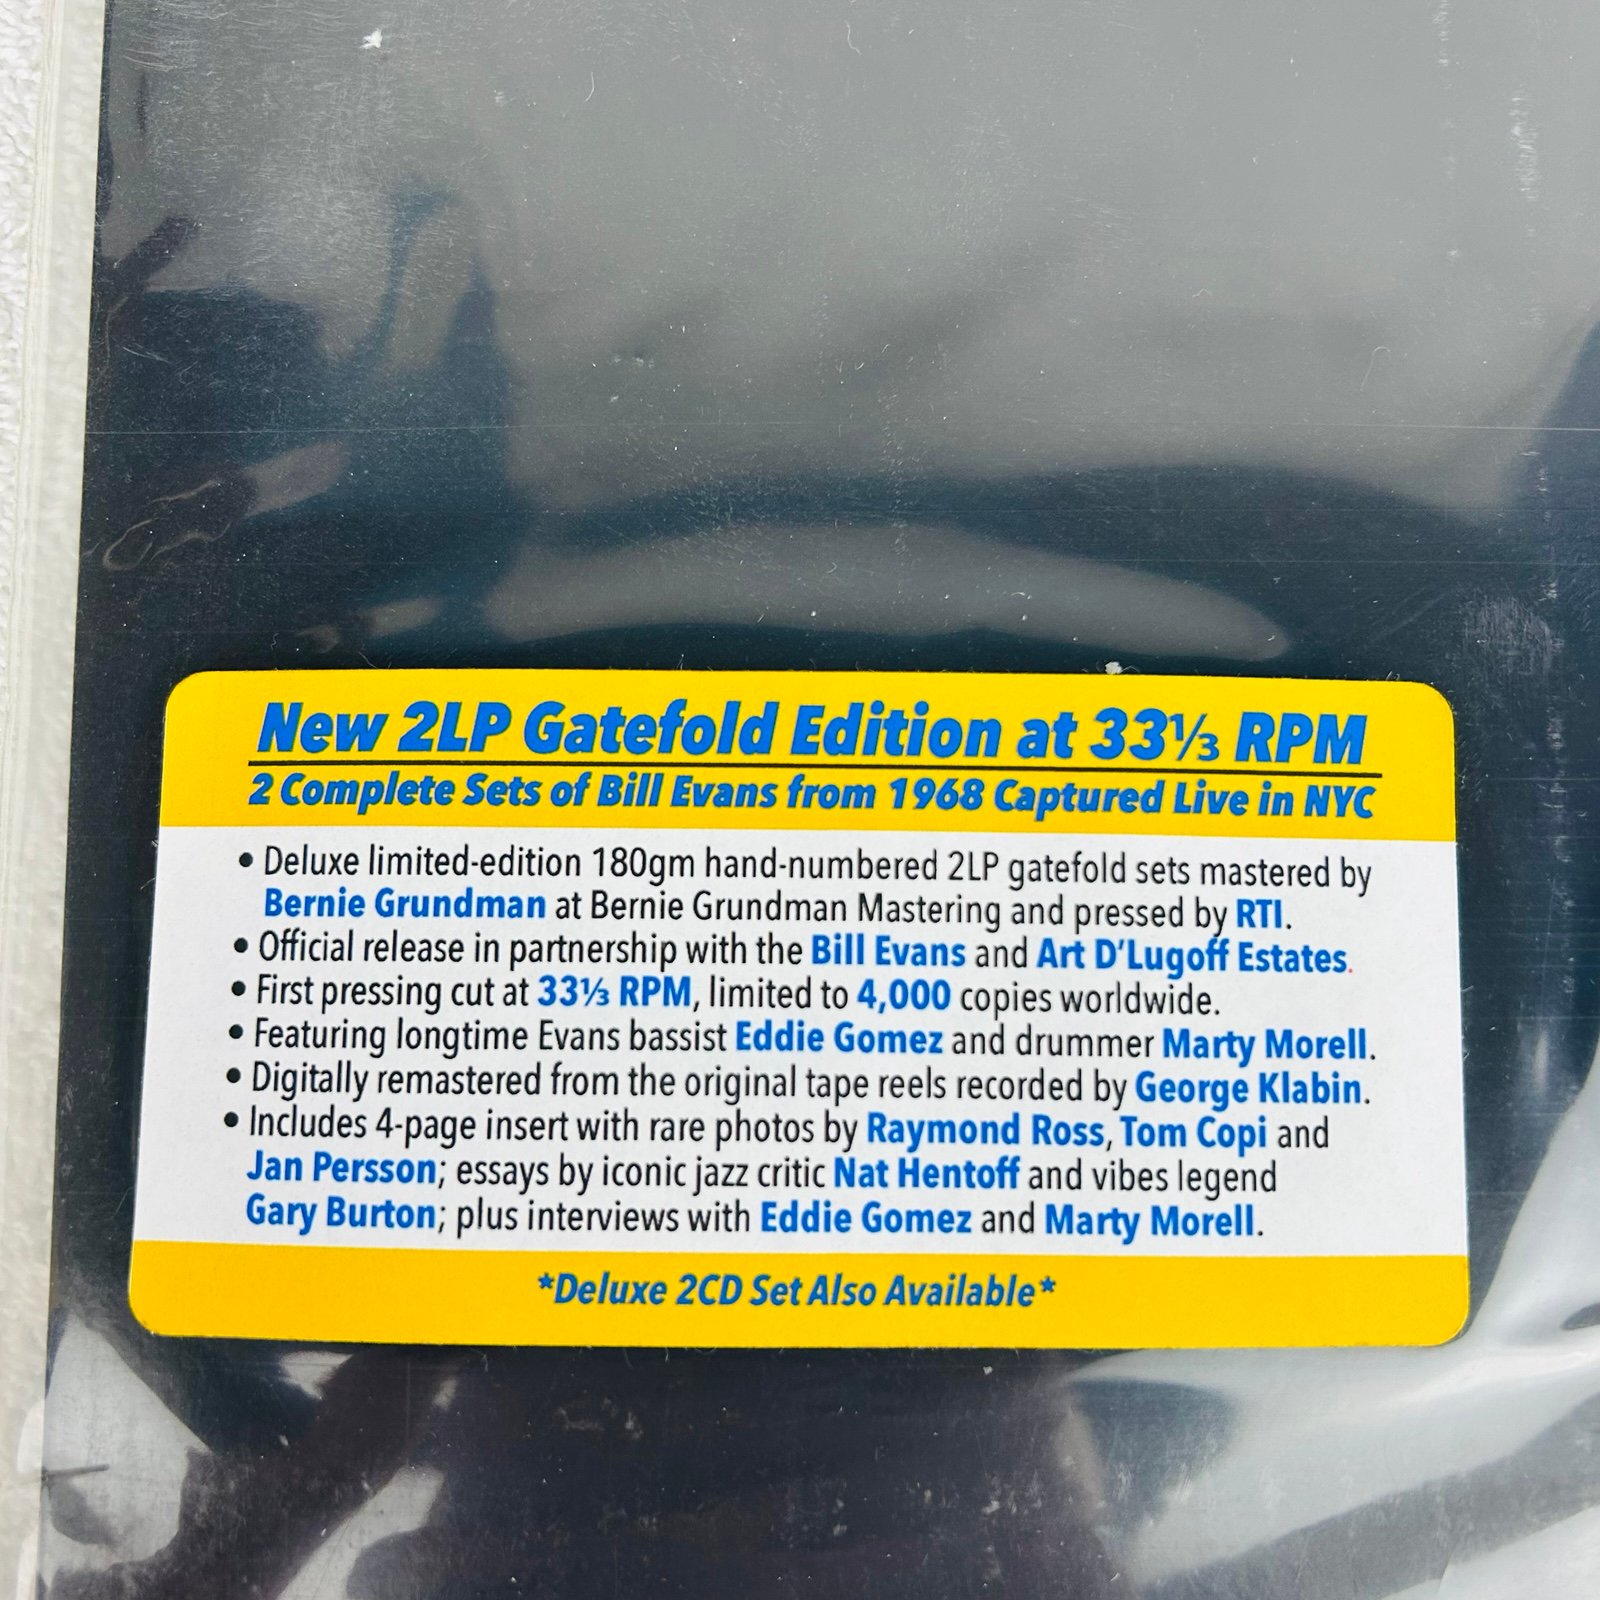 New 2LP Gatefold Edition at 33⅓ RPM
2 Complete Sets of Bill Evans from 1968 Captured Live in NYC
• Deluxe limited-edition 180gm hand-numbered 2LP gatefold sets mastered by
Bernie Grundman at Bernie Grundman Mastering and pressed by RTI.
• Official release in partnership with the Bill Evans and Art D'Lugoff Estates.
• First pressing cut at 33⅓ RPM, limited to 4,000 copies worldwide.
• Featuring longtime Evans bassist Eddie Gomez and drummer Marty Morell.
• Digitally remastered from the original tape reels recorded by George Klabin.
• Includes 4-page insert with rare photos by Raymond Ross, Tom Copi and
Jan Persson; essays by iconic jazz critic Nat Hentoff and vibes legend
Gary Burton; plus interviews with Eddie Gomez and Marty Morell.
*Deluxe 2CD Set Also Available*